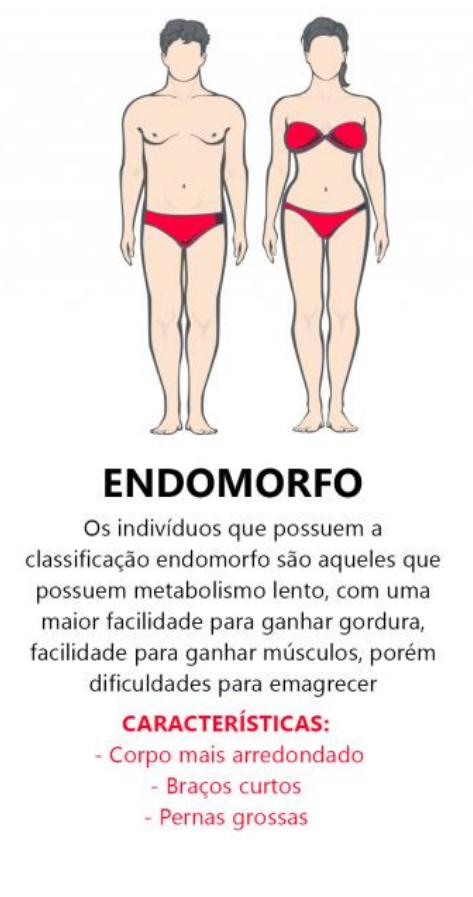 ENDOMORFO
Os indivíduos que possuem a
classificação endomorfo são aqueles que
possuem metabolismo lento, com uma
maior facilidade para ganhar gordura,
facilidade para ganhar músculos, porém
dificuldades para emagrecer
CARACTERÍSTICAS:
- Corpo mais arredondado
- Braços curtos
- Pernas grossas